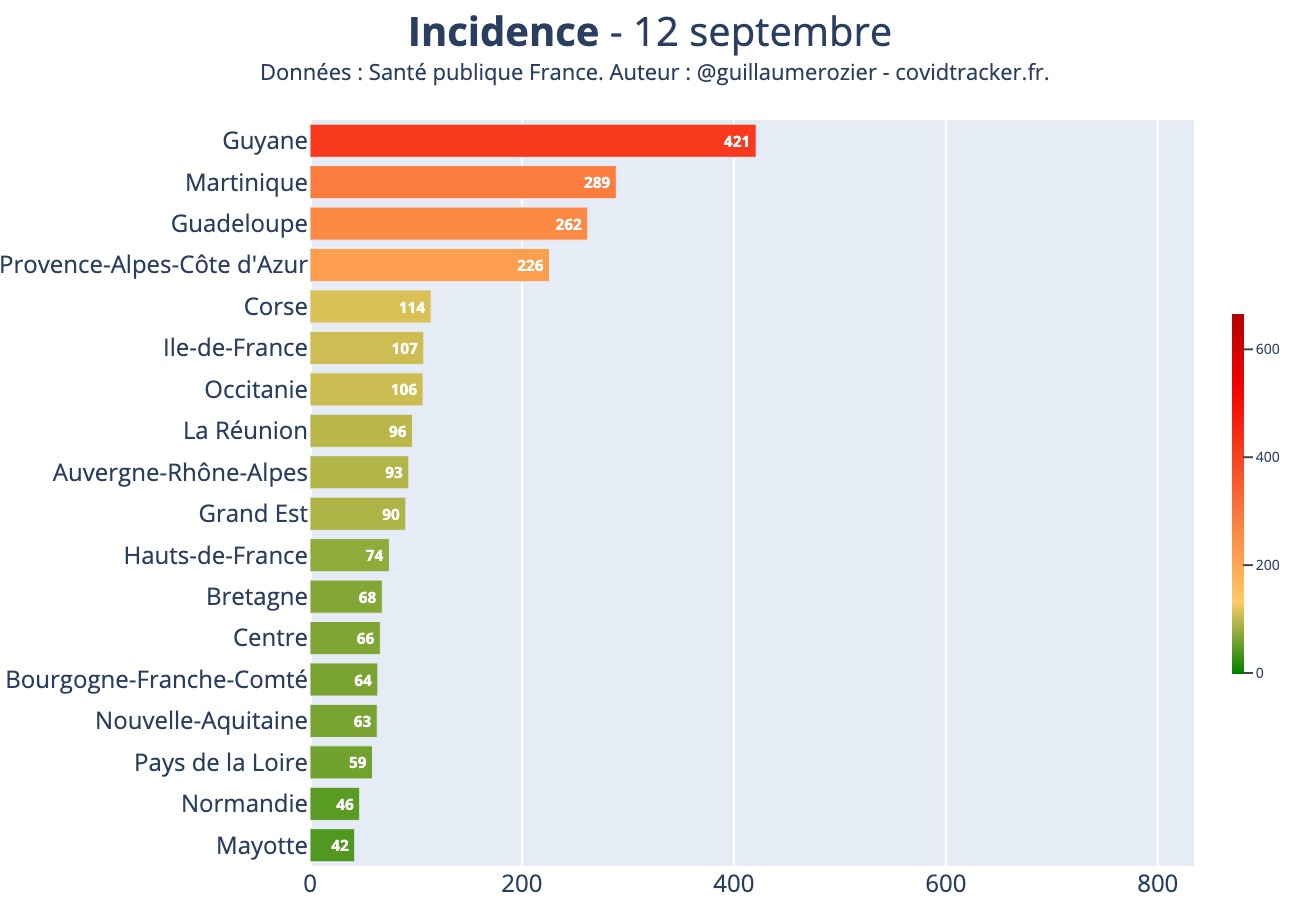 Incidence - 12 septembre
Données : Santé publique France. Auteur : @guillaumerozier - covidtracker.fr.
Guyane 421
Martinique 289
Guadeloupe 262
Provence-Alpes-Côte d'Azur 226
Corse 114
Ile-de-France 107
Occitanie 106
La Réunion 96
Auvergne-Rhône-Alpes 93
Grand Est 90
Hauts-de-France 74
Bretagne 68
Centre 66
Bourgogne-Franche-Comté 64
Nouvelle-Aquitaine 63
Pays de la Loire 59
Normandie 46
Mayotte 42
0 200 400 600 800
600
400
200
0